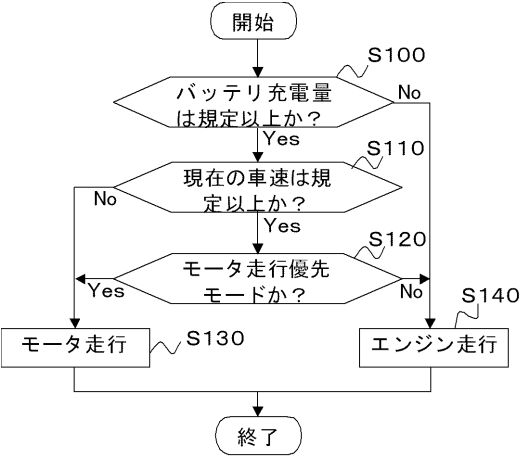 開始
S100
バッテリ充電量
は規定以上か？
No
Yes
S110
現在の車速は規
定以上か？
No
Yes
S120
モータ走行優先
モードか？
Yes
No
S130
モータ走行
S140
エンジン走行
終了